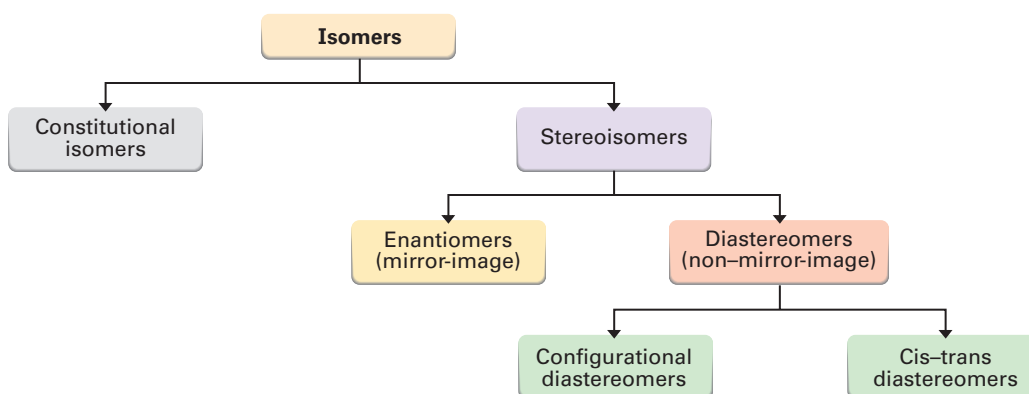 Isomers
Constitutional
isomers
Stereoisomers
Enantiomers
(mirror-image)
Diastereomers
(non–mirror-image)
Configurational
diastereomers
Cis–trans
diastereomers